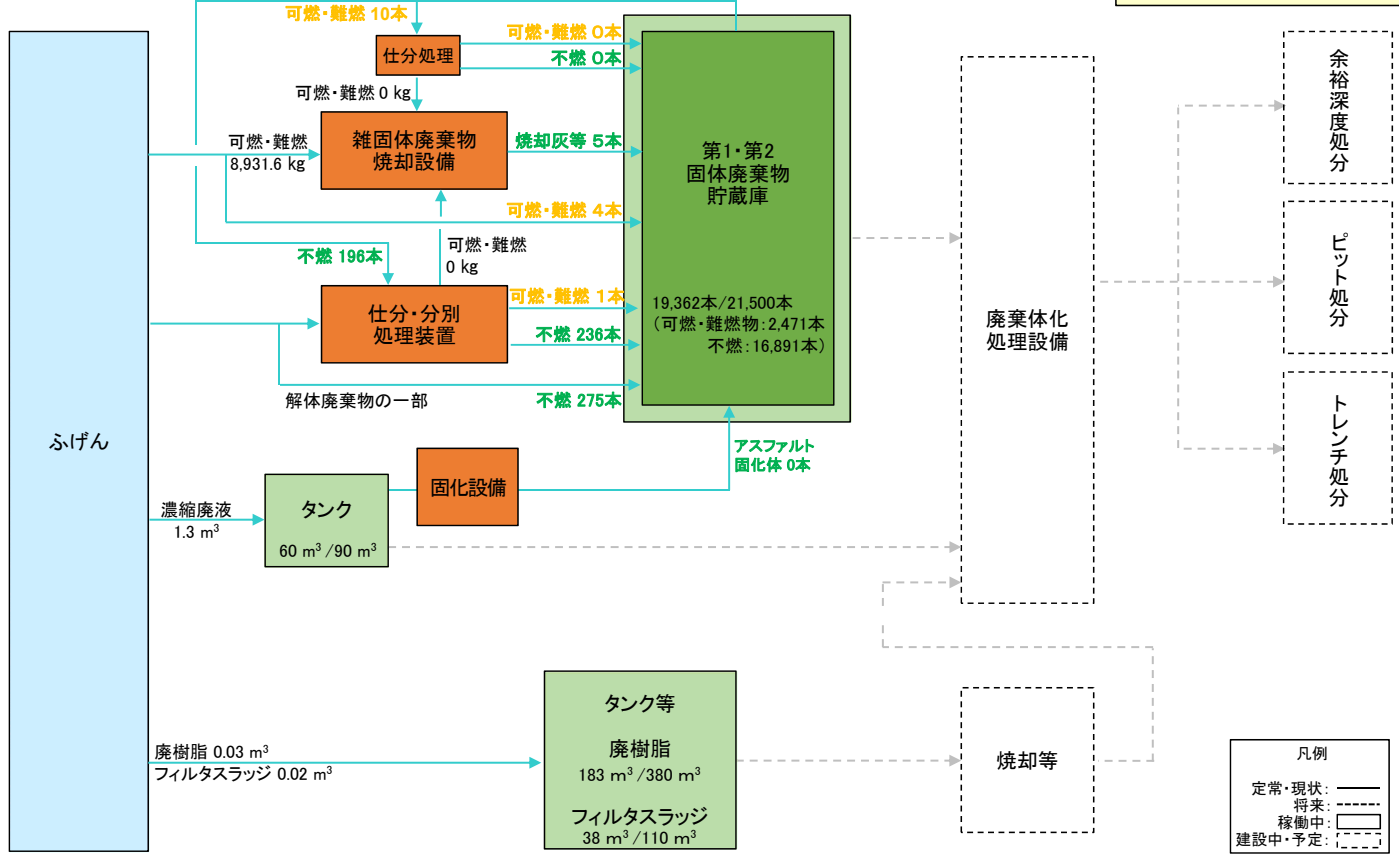 可燃・難燃 10本
仕分処理
可燃・難燃 0本
不燃 0本
可燃・難燃 0 kg
可燃・難燃
8,931.6 kg
雑固体廃棄物
焼却設備
焼却灰等 5本
第1・第2
固体廃棄物
貯蔵庫
可燃・難燃 4本
不燃 196本
可燃・難燃
0 kg
仕分・分別
処理装置
可燃・難燃 1本
不燃 236本
19,362本/21,500本
(可燃・難燃物:2,471本
不燃:16,891本)
解体廃棄物の一部
不燃 275本
ふげん
アスファルト
固化体 0本
固化設備
濃縮廃液
1.3 m³
タンク
60 m³/90 m³
廃棄体化
処理設備
余裕深度処分
ピット処分
トレンチ処分
廃樹脂 0.03 m³
フィルタスラッジ 0.02 m³
タンク等
廃樹脂
183 m³/380 m³
フィルタスラッジ
38 m³/110 m³
焼却等
凡例
定常・現状:
将来:
稼働中:
建設中・予定: